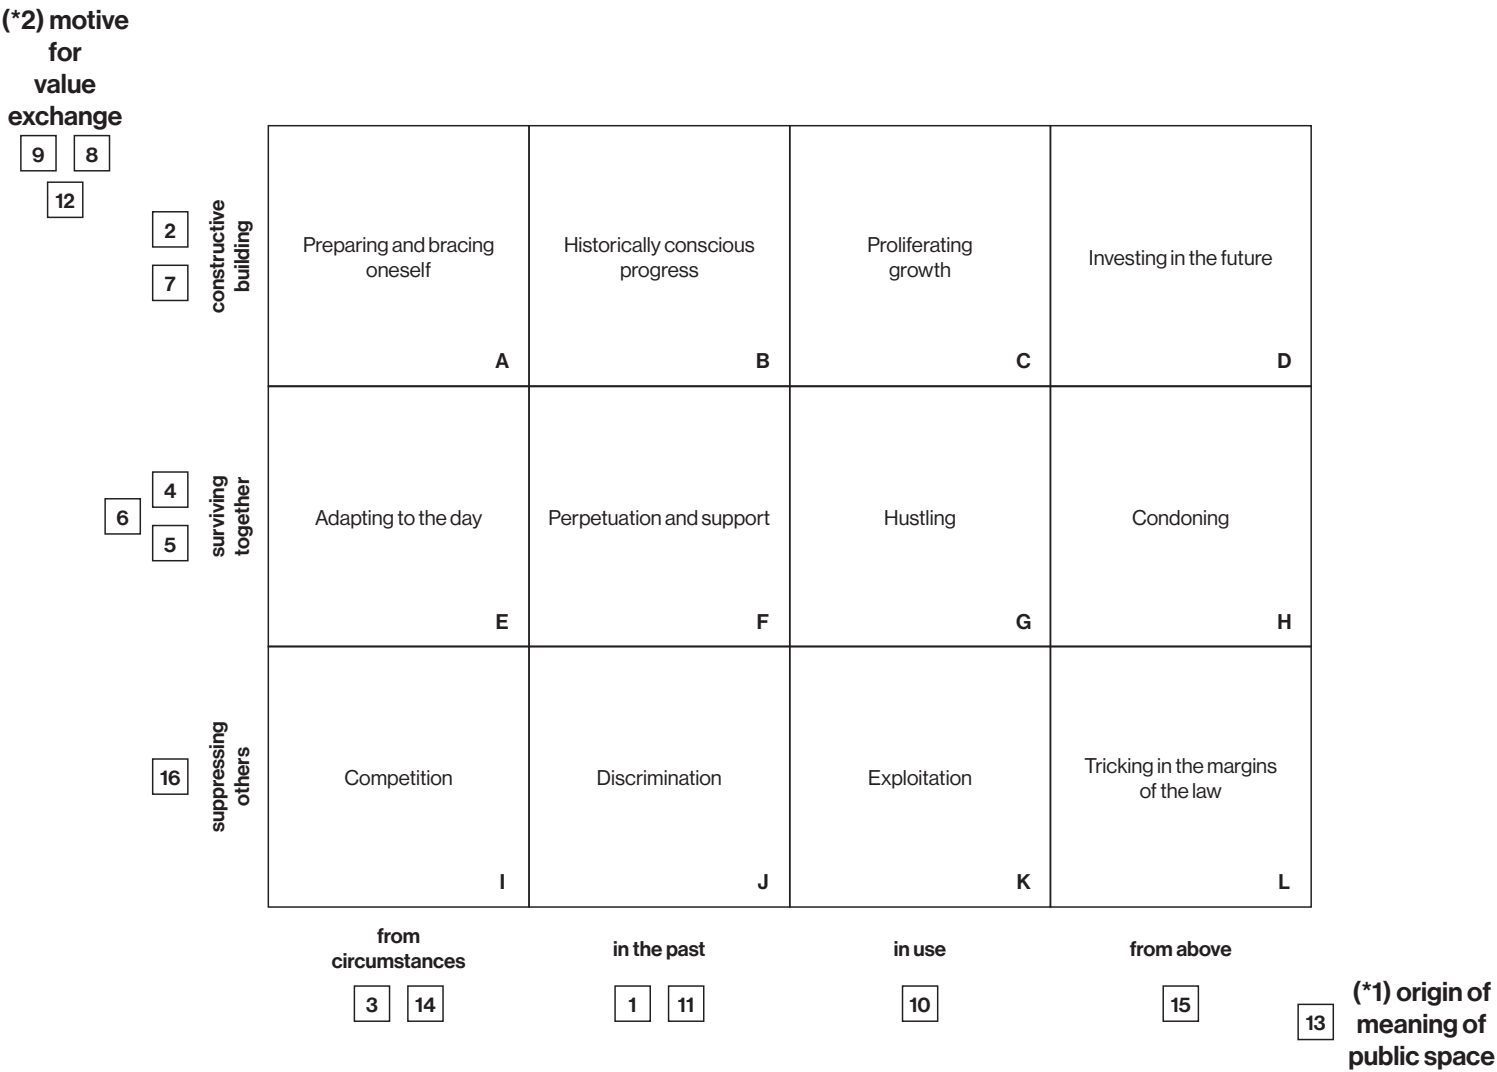 (*2) motive
for
value
exchange
9 8
12
2
7
constructive
building
Preparing and bracing
oneself
A
Historically conscious
progress
B
Proliferating
growth
C
Investing in the future
D
4
6
5
surviving
together
Adapting to the day
E
Perpetuation and support
F
Hustling
G
Condoning
H
16
suppressing
others
Competition
I
Discrimination
J
Exploitation
K
Tricking in the margins
of the law
L
from
circumstances
3 14
in the past
1 11
in use
10
from above
15
13
(*1) origin of
meaning of
public space